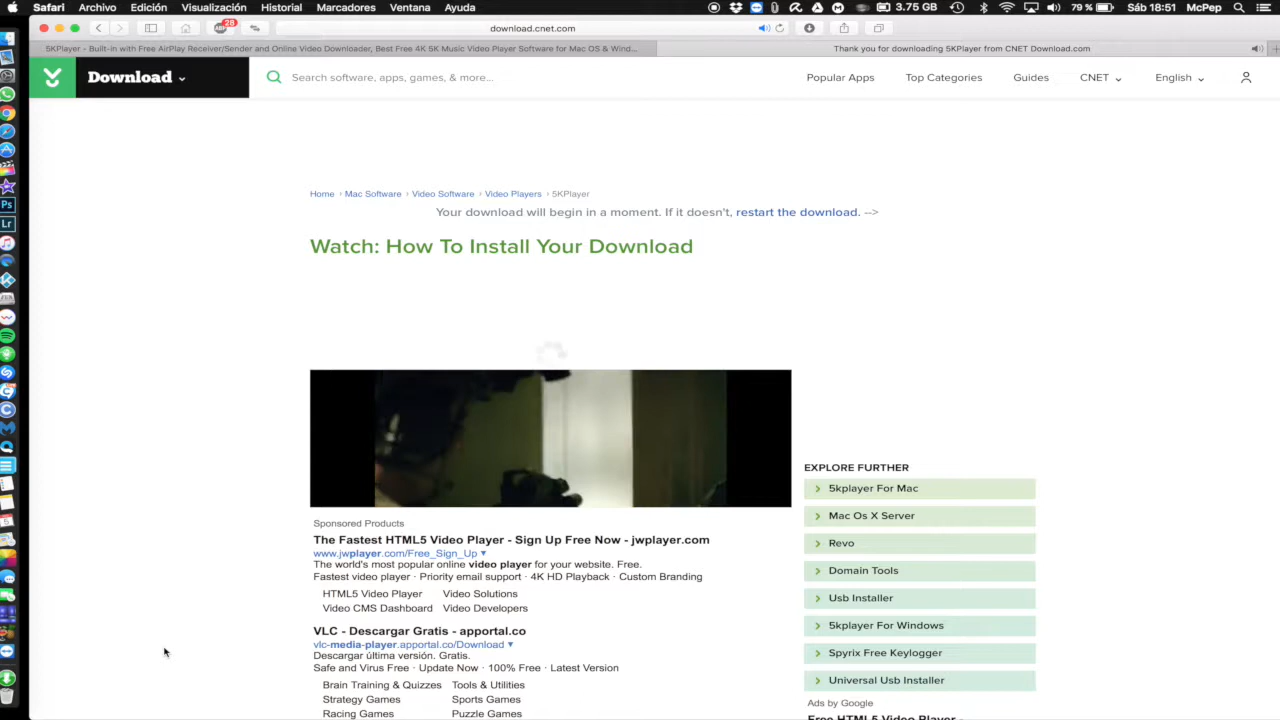 Safari Archivo Edición Visualización Historial Marcadores Ventana Ayuda 3.75 GB 79 % Sáb 18:51 McPep
28 download.cnet.com
5KPlayer - Built-in with Free AirPlay Receiver/Sender and Online Video Downloader, Best Free 4K 5K Music Video Player Software for Mac OS & Wind... Thank you for downloading 5KPlayer from CNET Download.com
Download Search software, apps, games, & more... Popular Apps Top Categories Guides CNET English
Home › Mac Software › Video Software › Video Players › 5KPlayer
Your download will begin in a moment. If it doesn't, restart the download. -->
Watch: How To Install Your Download
Sponsored Products
The Fastest HTML5 Video Player - Sign Up Free Now - jwplayer.com
www.jwplayer.com/Free_Sign_Up
The world's most popular online video player for your website. Free.
Fastest video player · Priority email support · 4K HD Playback · Custom Branding
HTML5 Video Player Video Solutions
Video CMS Dashboard Video Developers
VLC - Descargar Gratis - apportal.co
vlc-media-player.apportal.co/Download
Descargar última versión. Gratis.
Safe and Virus Free · Update Now · 100% Free · Latest Version
Brain Training & Quizzes Tools & Utilities
Strategy Games Sports Games
Racing Games Puzzle Games
EXPLORE FURTHER
5kplayer For Mac
Mac Os X Server
Revo
Domain Tools
Usb Installer
5kplayer For Windows
Spyrix Free Keylogger
Universal Usb Installer
Ads by Google
Free HTML5 Video Player -
Ps
Lr